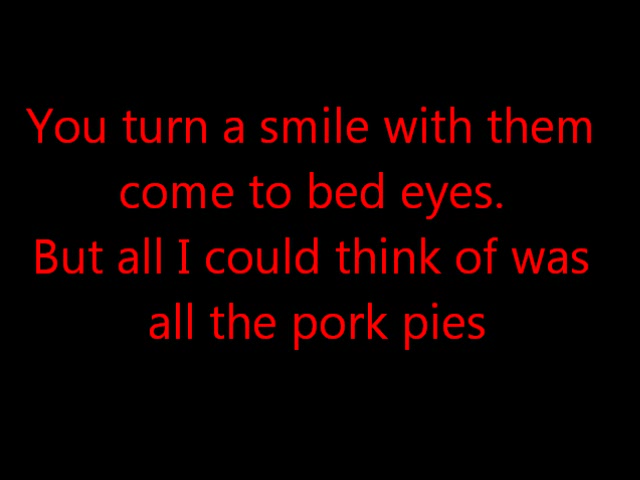 You turn a smile with them
come to bed eyes.
But all I could think of was
all the pork pies